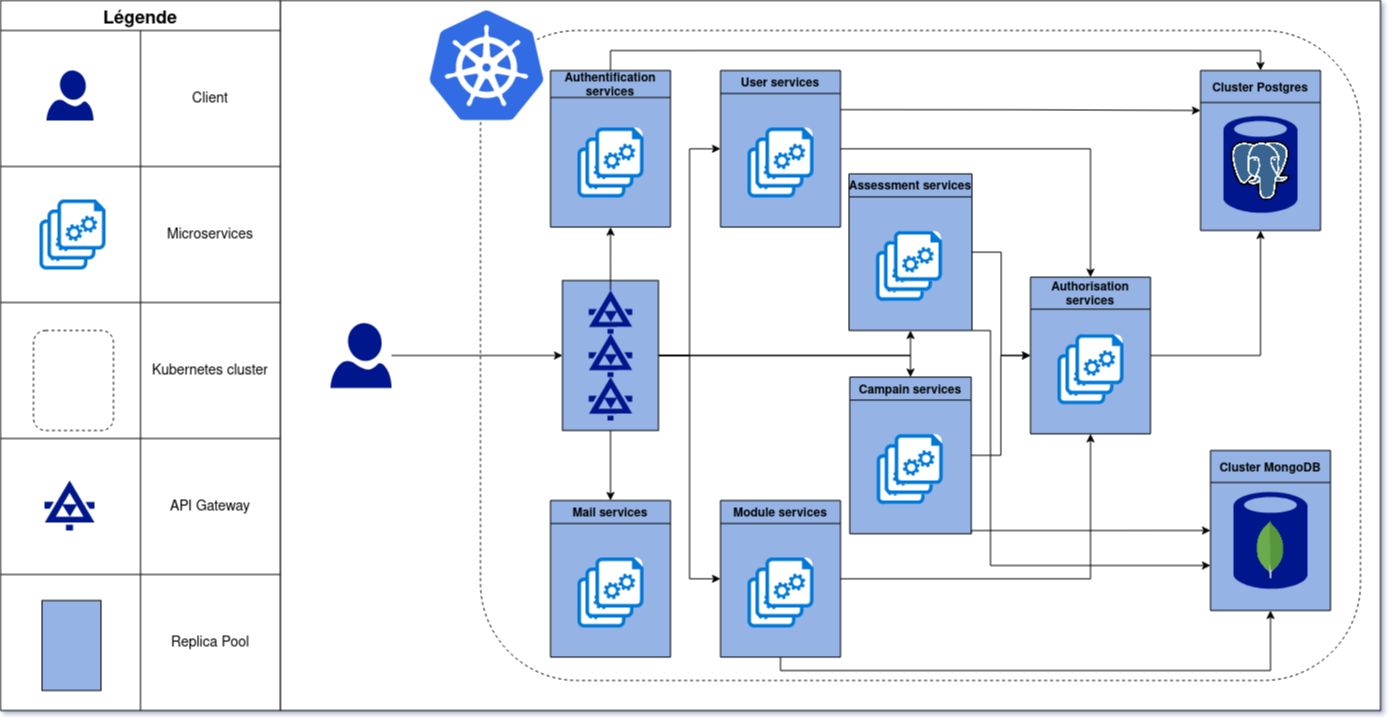 Légende
Client
Microservices
Kubernetes cluster
API Gateway
Replica Pool
Authentification
services
User services
Cluster Postgres
Assessment services
Authorisation
services
Campain services
Cluster MongoDB
Mail services
Module services